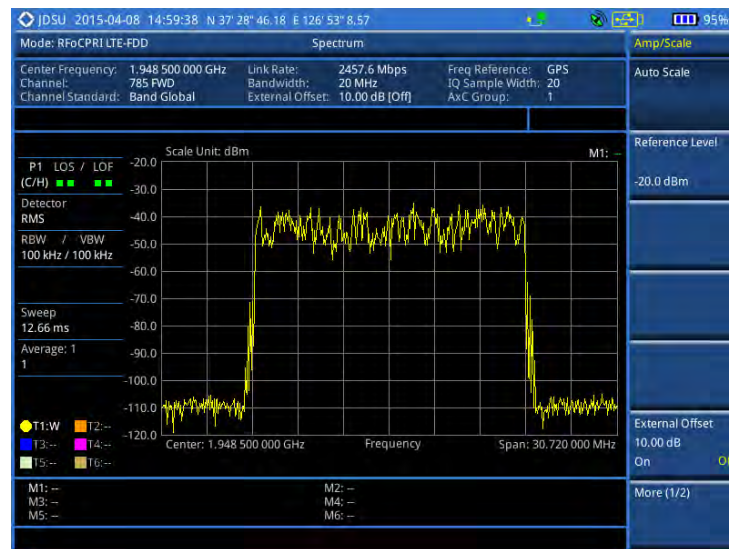 JDSU 2015-04-08 14:59:38 N 37' 28" 46.18 E 126' 53" 8.57 95%
Mode: RFoCPRI LTE-FDD Spectrum
Center Frequency: 1.948 500 000 GHz Link Rate: 2457.6 Mbps Freq Reference: GPS
Channel: 785 FWD Bandwidth: 20 MHz IQ Sample Width: 20
Channel Standard: Band Global External Offset: 10.00 dB [Off] AxC Group: 1
Scale Unit: dBm M1: --
P1 LOS / LOF
(C/H)
Detector
RMS
RBW / VBW
100 kHz / 100 kHz
Sweep
12.66 ms
Average: 1
1
T1:W T2:--
T3:-- T4:--
T5:-- T6:--
-20.0
-30.0
-40.0
-50.0
-60.0
-70.0
-80.0
-90.0
-100.0
-110.0
-120.0
Center: 1.948 500 000 GHz Frequency Span: 30.720 000 MHz
M1: -- M2: --
M3: -- M4: --
M5: -- M6: --
Amp/Scale
Auto Scale
Reference Level
-20.0 dBm
External Offset
10.00 dB
On
More (1/2)